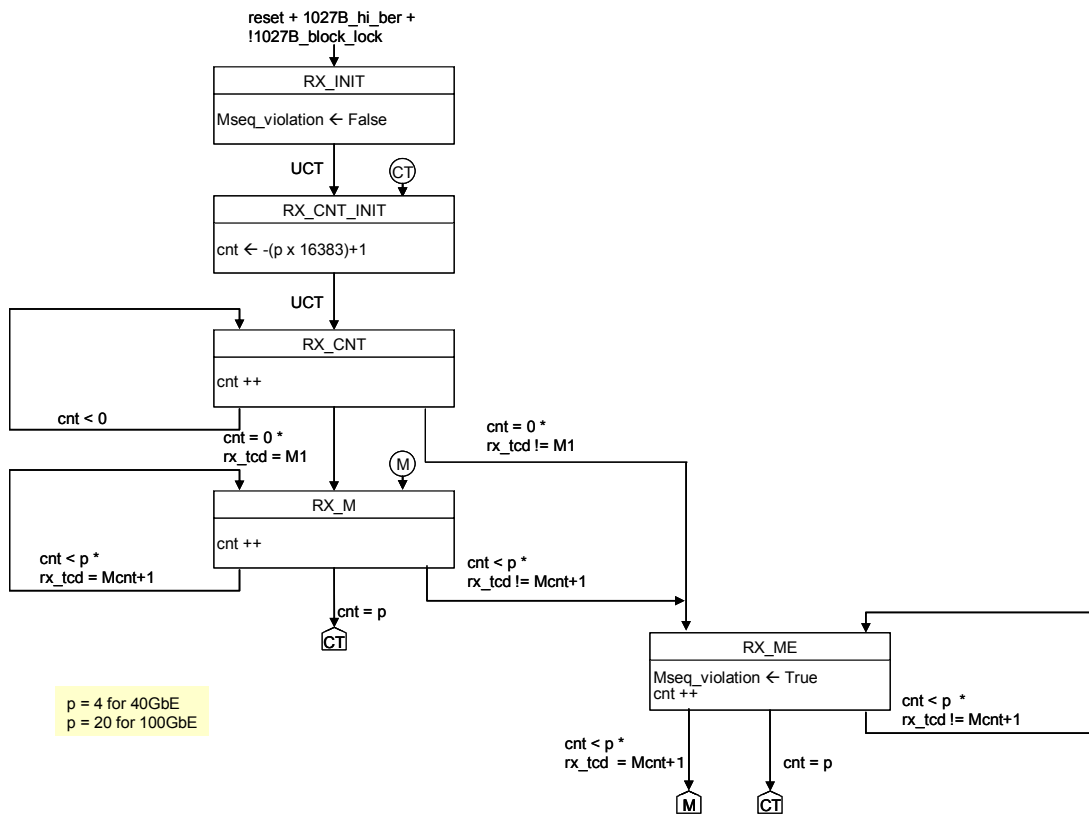 reset + 1027B_hi_ber +
!1027B_block_lock
RX_INIT
Mseq_violation ← False
UCT
CT
RX_CNT_INIT
cnt ← -(p x 16383)+1
UCT
RX_CNT
cnt ++
cnt < 0
cnt = 0 *
rx_tcd = M1
cnt = 0 *
rx_tcd != M1
M
RX_M
cnt ++
cnt < p *
rx_tcd = Mcnt+1
cnt < p *
rx_tcd != Mcnt+1
cnt = p
CT
RX_ME
Mseq_violation ← True
cnt ++
cnt < p *
rx_tcd != Mcnt+1
p = 4 for 40GbE
p = 20 for 100GbE
cnt < p *
rx_tcd = Mcnt+1
cnt = p
M
CT